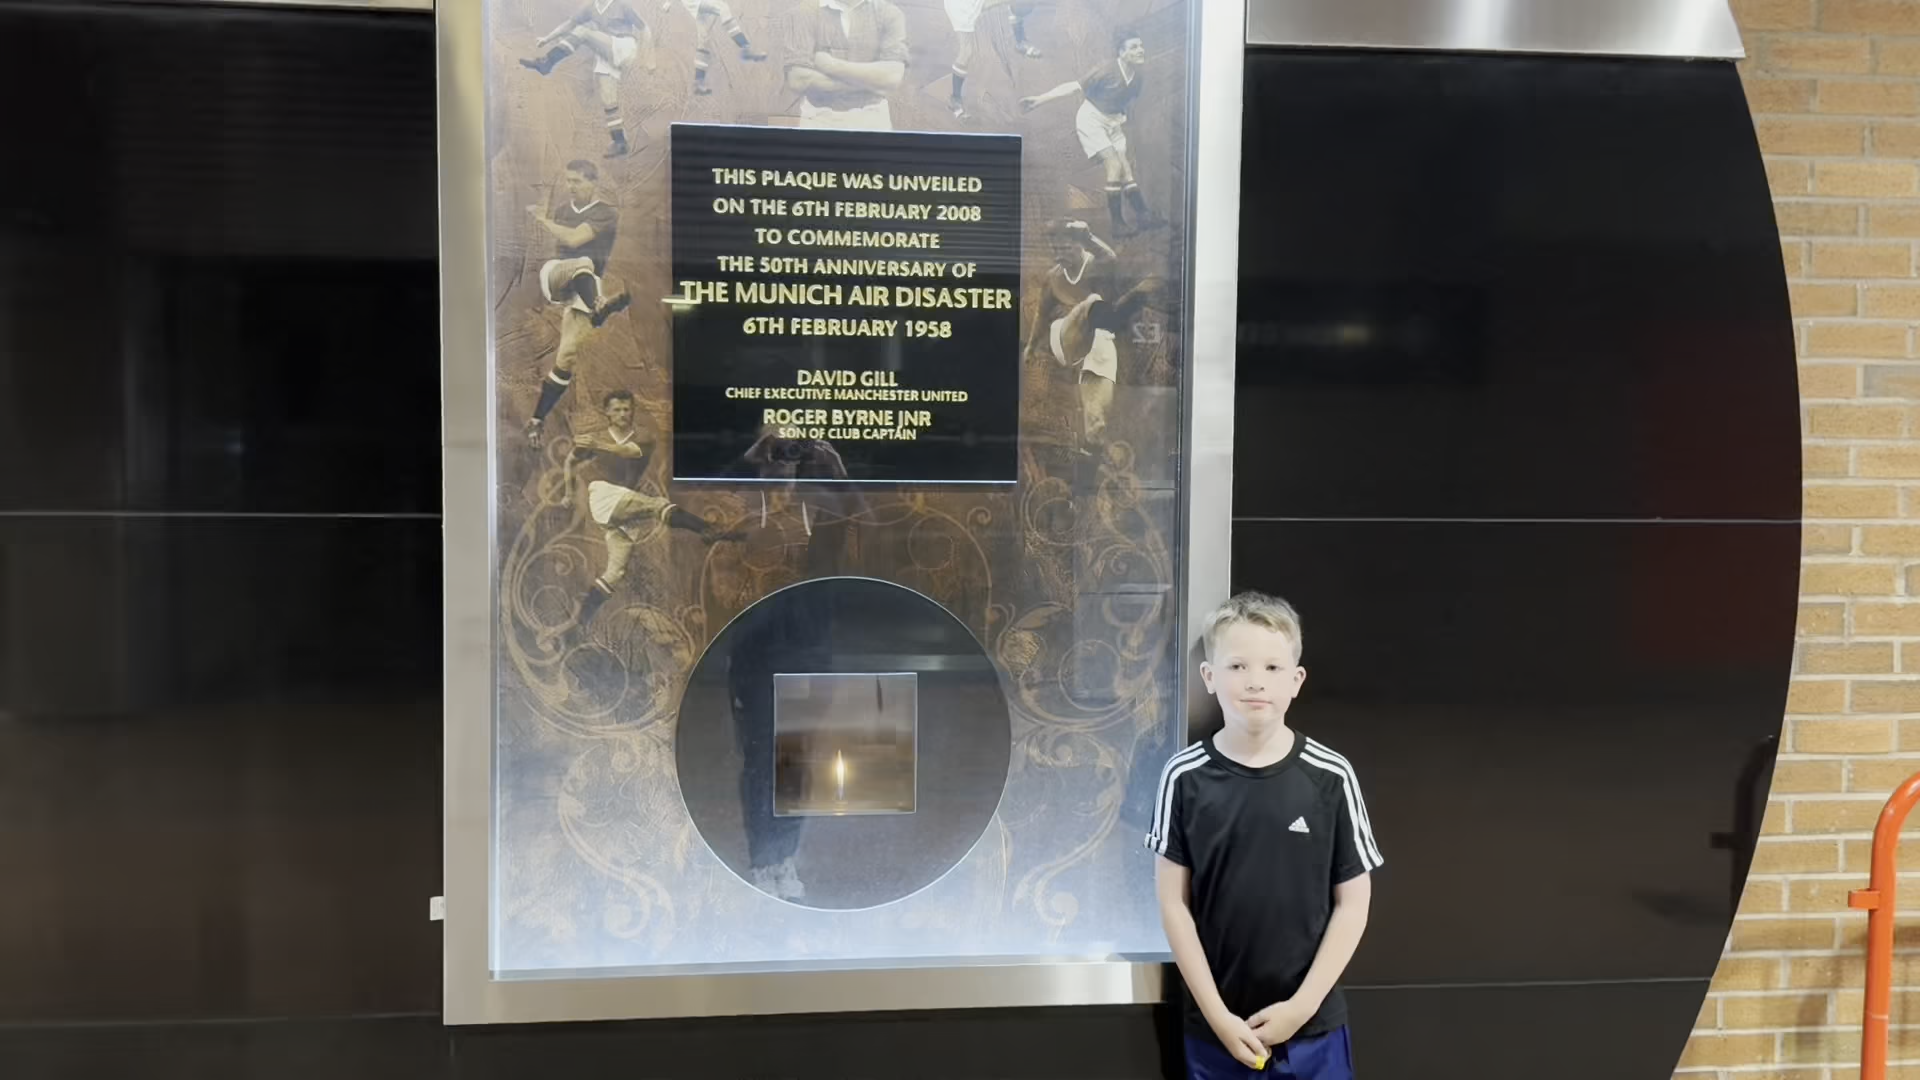 THIS PLAQUE WAS UNVEILED
ON THE 6TH FEBRUARY 2008
TO COMMEMORATE
THE 50TH ANNIVERSARY OF
THE MUNICH AIR DISASTER
6TH FEBRUARY 1958
DAVID GILL
CHIEF EXECUTIVE MANCHESTER UNITED
ROGER BYRNE JNR
SON OF CLUB CAPTAIN
adidas